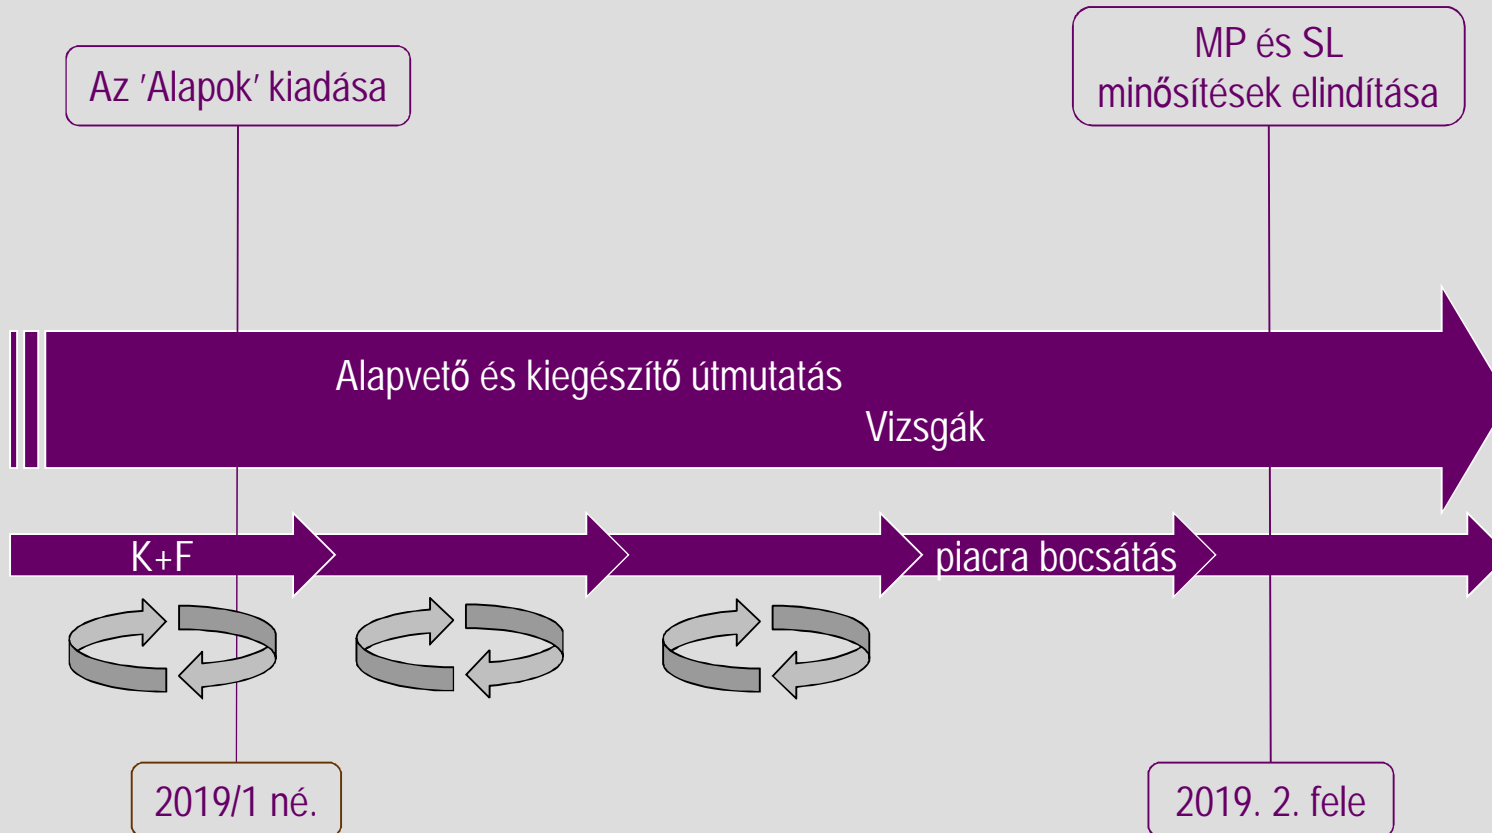 Az 'Alapok' kiadása
MP és SL
minősítések elindítása
Alapvető és kiegészítő útmutatás
Vizsgák
K+F
piacra bocsátás
2019/1 né.
2019. 2. fele